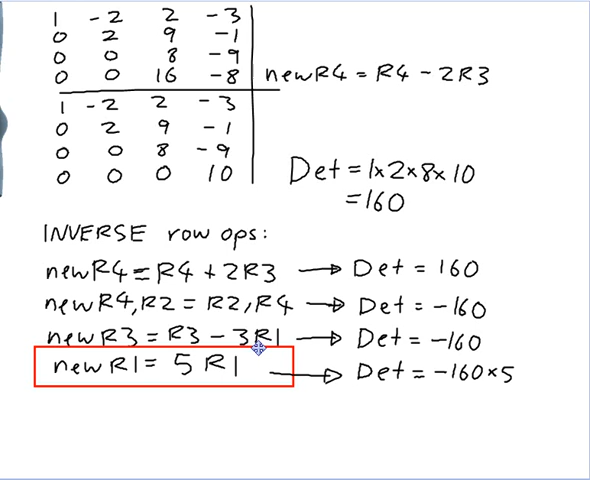 1 -2 2 -3
0 2 9 -1
0 0 8 -9
0 0 16 -8 newR4 = R4 - 2R3
1 -2 2 -3
0 2 9 -1
0 0 8 -9
0 0 0 10 Det = 1x2x8x10
= 160
INVERSE row ops:
newR4 = R4 + 2R3 → Det = 160
newR4,R2 = R2,R4 → Det = -160
newR3 = R3 - 3R1 → Det = -160
newR1 = 5 R1 → Det = -160x5